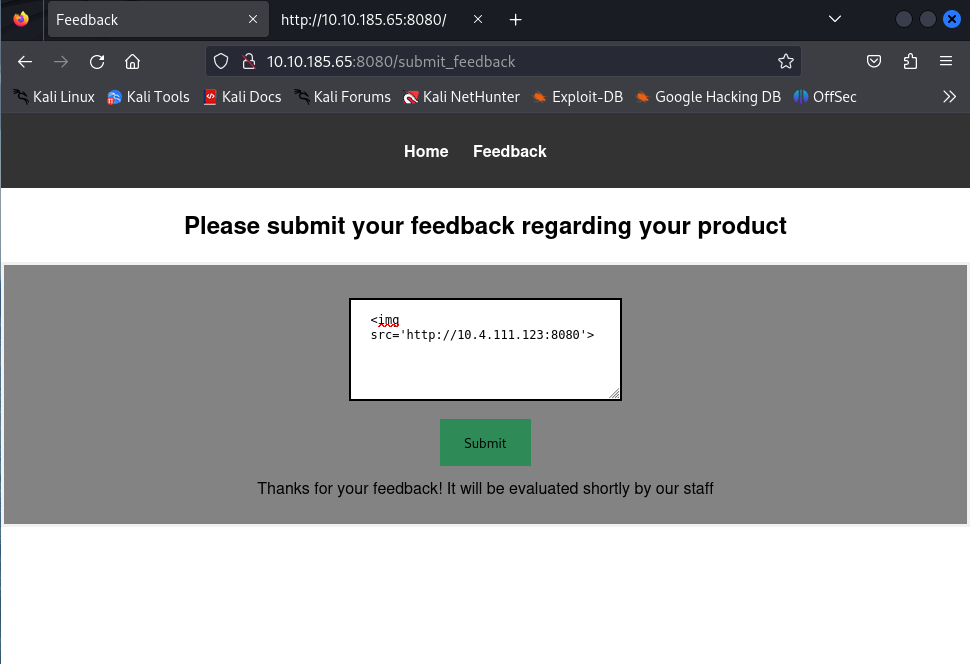 Feedback
http://10.10.185.65:8080/
10.10.185.65:8080/submit_feedback
Kali Linux Kali Tools Kali Docs Kali Forums Kali NetHunter Exploit-DB Google Hacking DB OffSec
Home Feedback
Please submit your feedback regarding your product
<img
src='http://10.4.111.123:8080'>
Submit
Thanks for your feedback! It will be evaluated shortly by our staff